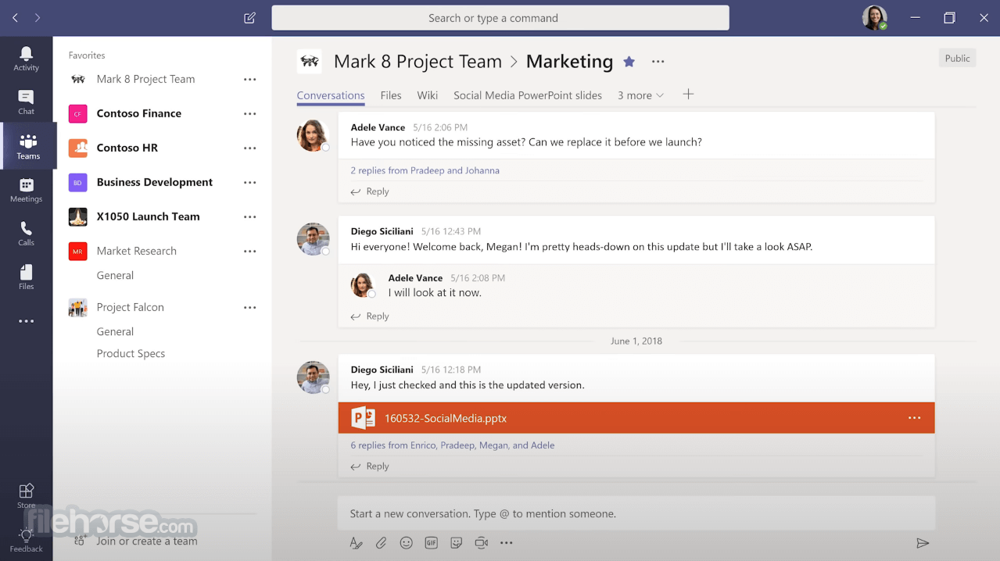 Search or type a command
Activity
Chat
Teams
Meetings
Calls
Files
Store
Feedback
Favorites
Mark 8 Project Team
CF Contoso Finance
Contoso HR
BD Business Development
X1050 Launch Team
MR Market Research
General
Project Falcon
General
Product Specs
Join or create a team
filehorse.com
Mark 8 Project Team > Marketing
Public
Conversations Files Wiki Social Media PowerPoint slides 3 more
Adele Vance 5/16 2:06 PM
Have you noticed the missing asset? Can we replace it before we launch?
2 replies from Pradeep and Johanna
Reply
Diego Siciliani 5/16 12:43 PM
Hi everyone! Welcome back, Megan! I'm pretty heads-down on this update but I'll take a look ASAP.
Adele Vance 5/16 2:08 PM
I will look at it now.
Reply
June 1, 2018
Diego Siciliani 5/16 12:18 PM
Hey, I just checked and this is the updated version.
160532-SocialMedia.pptx
6 replies from Enrico, Pradeep, Megan, and Adele
Reply
Start a new conversation. Type @ to mention someone.
GIF